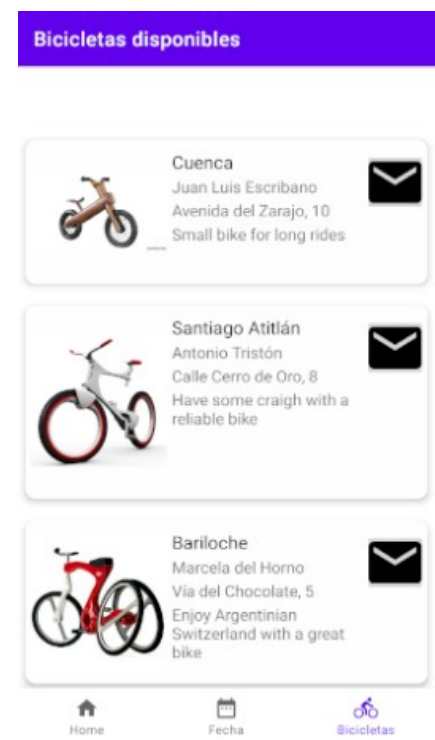 Bicicletas disponibles
Cuenca
Juan Luis Escribano
Avenida del Zarajo, 10
Small bike for long rides
Santiago Atitlán
Antonio Tristón
Calle Cerro de Oro, 8
Have some craigh with a
reliable bike
Bariloche
Marcela del Horno
Vía del Chocolate, 5
Enjoy Argentinian
Switzerland with a great
bike
Home
Fecha
Bicicletas